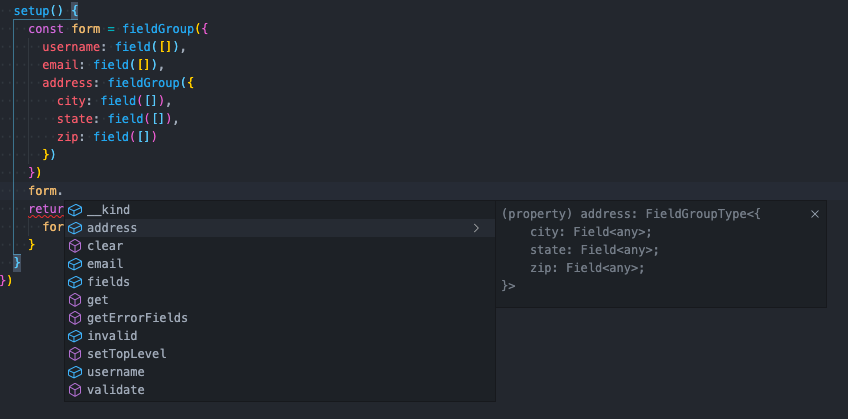 setup() {
const form = fieldGroup({
username: field([]),
email: field([]),
address: fieldGroup({
city: field([]),
state: field([]),
zip: field([])
})
})
form.
retur
for
}
}
})
__kind
address
clear
email
fields
get
getErrorFields
invalid
setTopLevel
username
validate
(property) address: FieldGroupType<{
city: Field<any>;
state: Field<any>;
zip: Field<any>;
}>